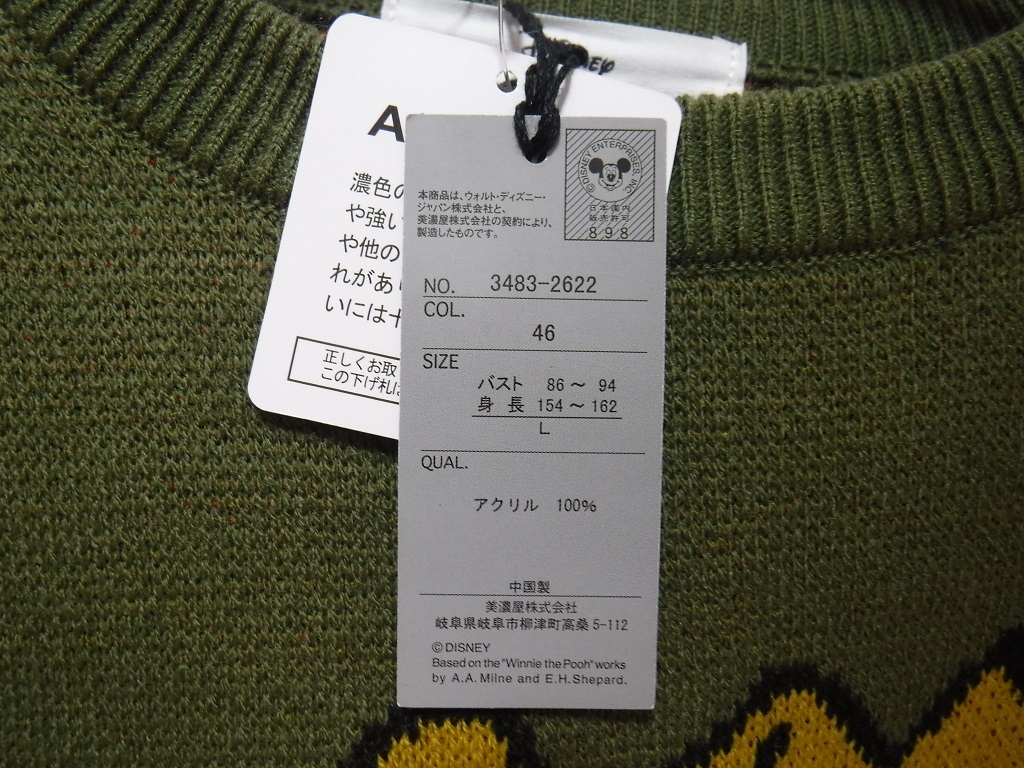 EY
A
濃色の
や強い
や他の
れがあ
いには十
正しくお取
この下げ札は
本商品は、ウォルト・ディズニー・
ジャパン株式会社と、
美濃屋株式会社の契約により、
製造したものです。
©DISNEY ENTERPRISES, INC
日本国内
販売許可
898
NO. 3483-2622
COL.
46
SIZE
バスト 86～ 94
身 長 154～162
L
QUAL.
アクリル 100%
中国製
美濃屋株式会社
岐阜県岐阜市柳津町高桑5-112
©DISNEY
Based on the "Winnie the Pooh" works
by A.A. Milne and E.H. Shepard.